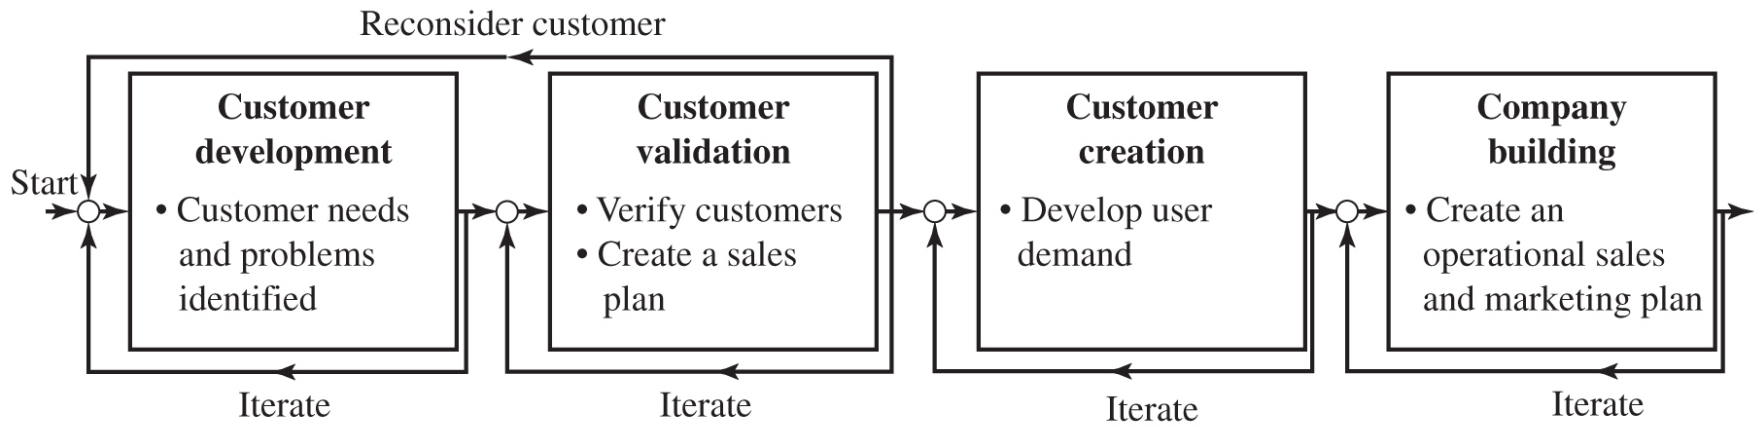 Reconsider customer
Start
Customer
development
• Customer needs
and problems
identified
Iterate
Customer
validation
• Verify customers
• Create a sales
plan
Iterate
Customer
creation
• Develop user
demand
Iterate
Company
building
• Create an
operational sales
and marketing plan
Iterate